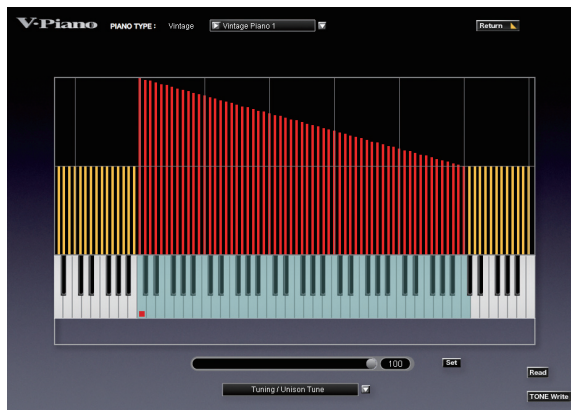 V-Piano PIANO TYPE : Vintage Vintage Piano 1 Return
100 Set
Read
Tuning / Unison Tune
TONE Write